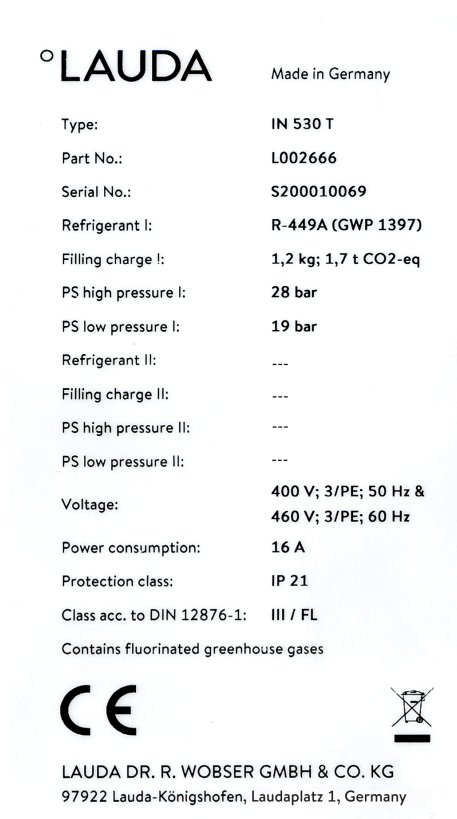 °LAUDA
Made in Germany
Type: IN 530 T
Part No.: L002666
Serial No.: S200010069
Refrigerant I: R-449A (GWP 1397)
Filling charge I: 1,2 kg; 1,7 t CO2-eq
PS high pressure I: 28 bar
PS low pressure I: 19 bar
Refrigerant II: ---
Filling charge II: ---
PS high pressure II: ---
PS low pressure II: ---
Voltage: 400 V; 3/PE; 50 Hz &
460 V; 3/PE; 60 Hz
Power consumption: 16 A
Protection class: IP 21
Class acc. to DIN 12876-1: III / FL
Contains fluorinated greenhouse gases
CE
LAUDA DR. R. WOBSER GMBH & CO. KG
97922 Lauda-Königshofen, Laudaplatz 1, Germany